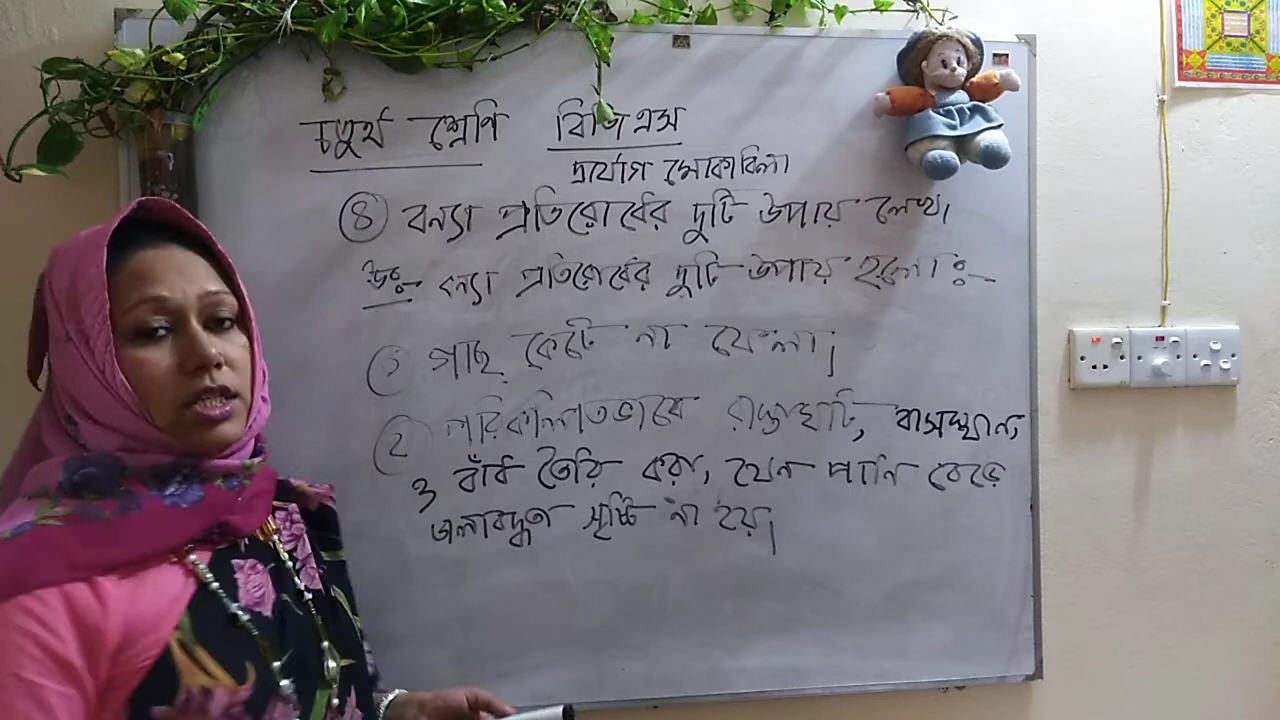 চতুর্থ শ্রেণি বিজিএস
দুর্যোগ মোকাবিলা
৪ বন্যা প্রতিরোধের দুটি উপায় লেখ।
উঃ- বন্যা প্রতিরোধের দুটি উপায় হলোঃ-
১ গাছ কেটে না ফেলা।
২ পরিকল্পিতভাবে রাস্তাঘাট, বাসস্থান,
ও বাঁধ তৈরি করা, যেন পানি বেড়ে
জলাবদ্ধতা সৃষ্টি না হয়।